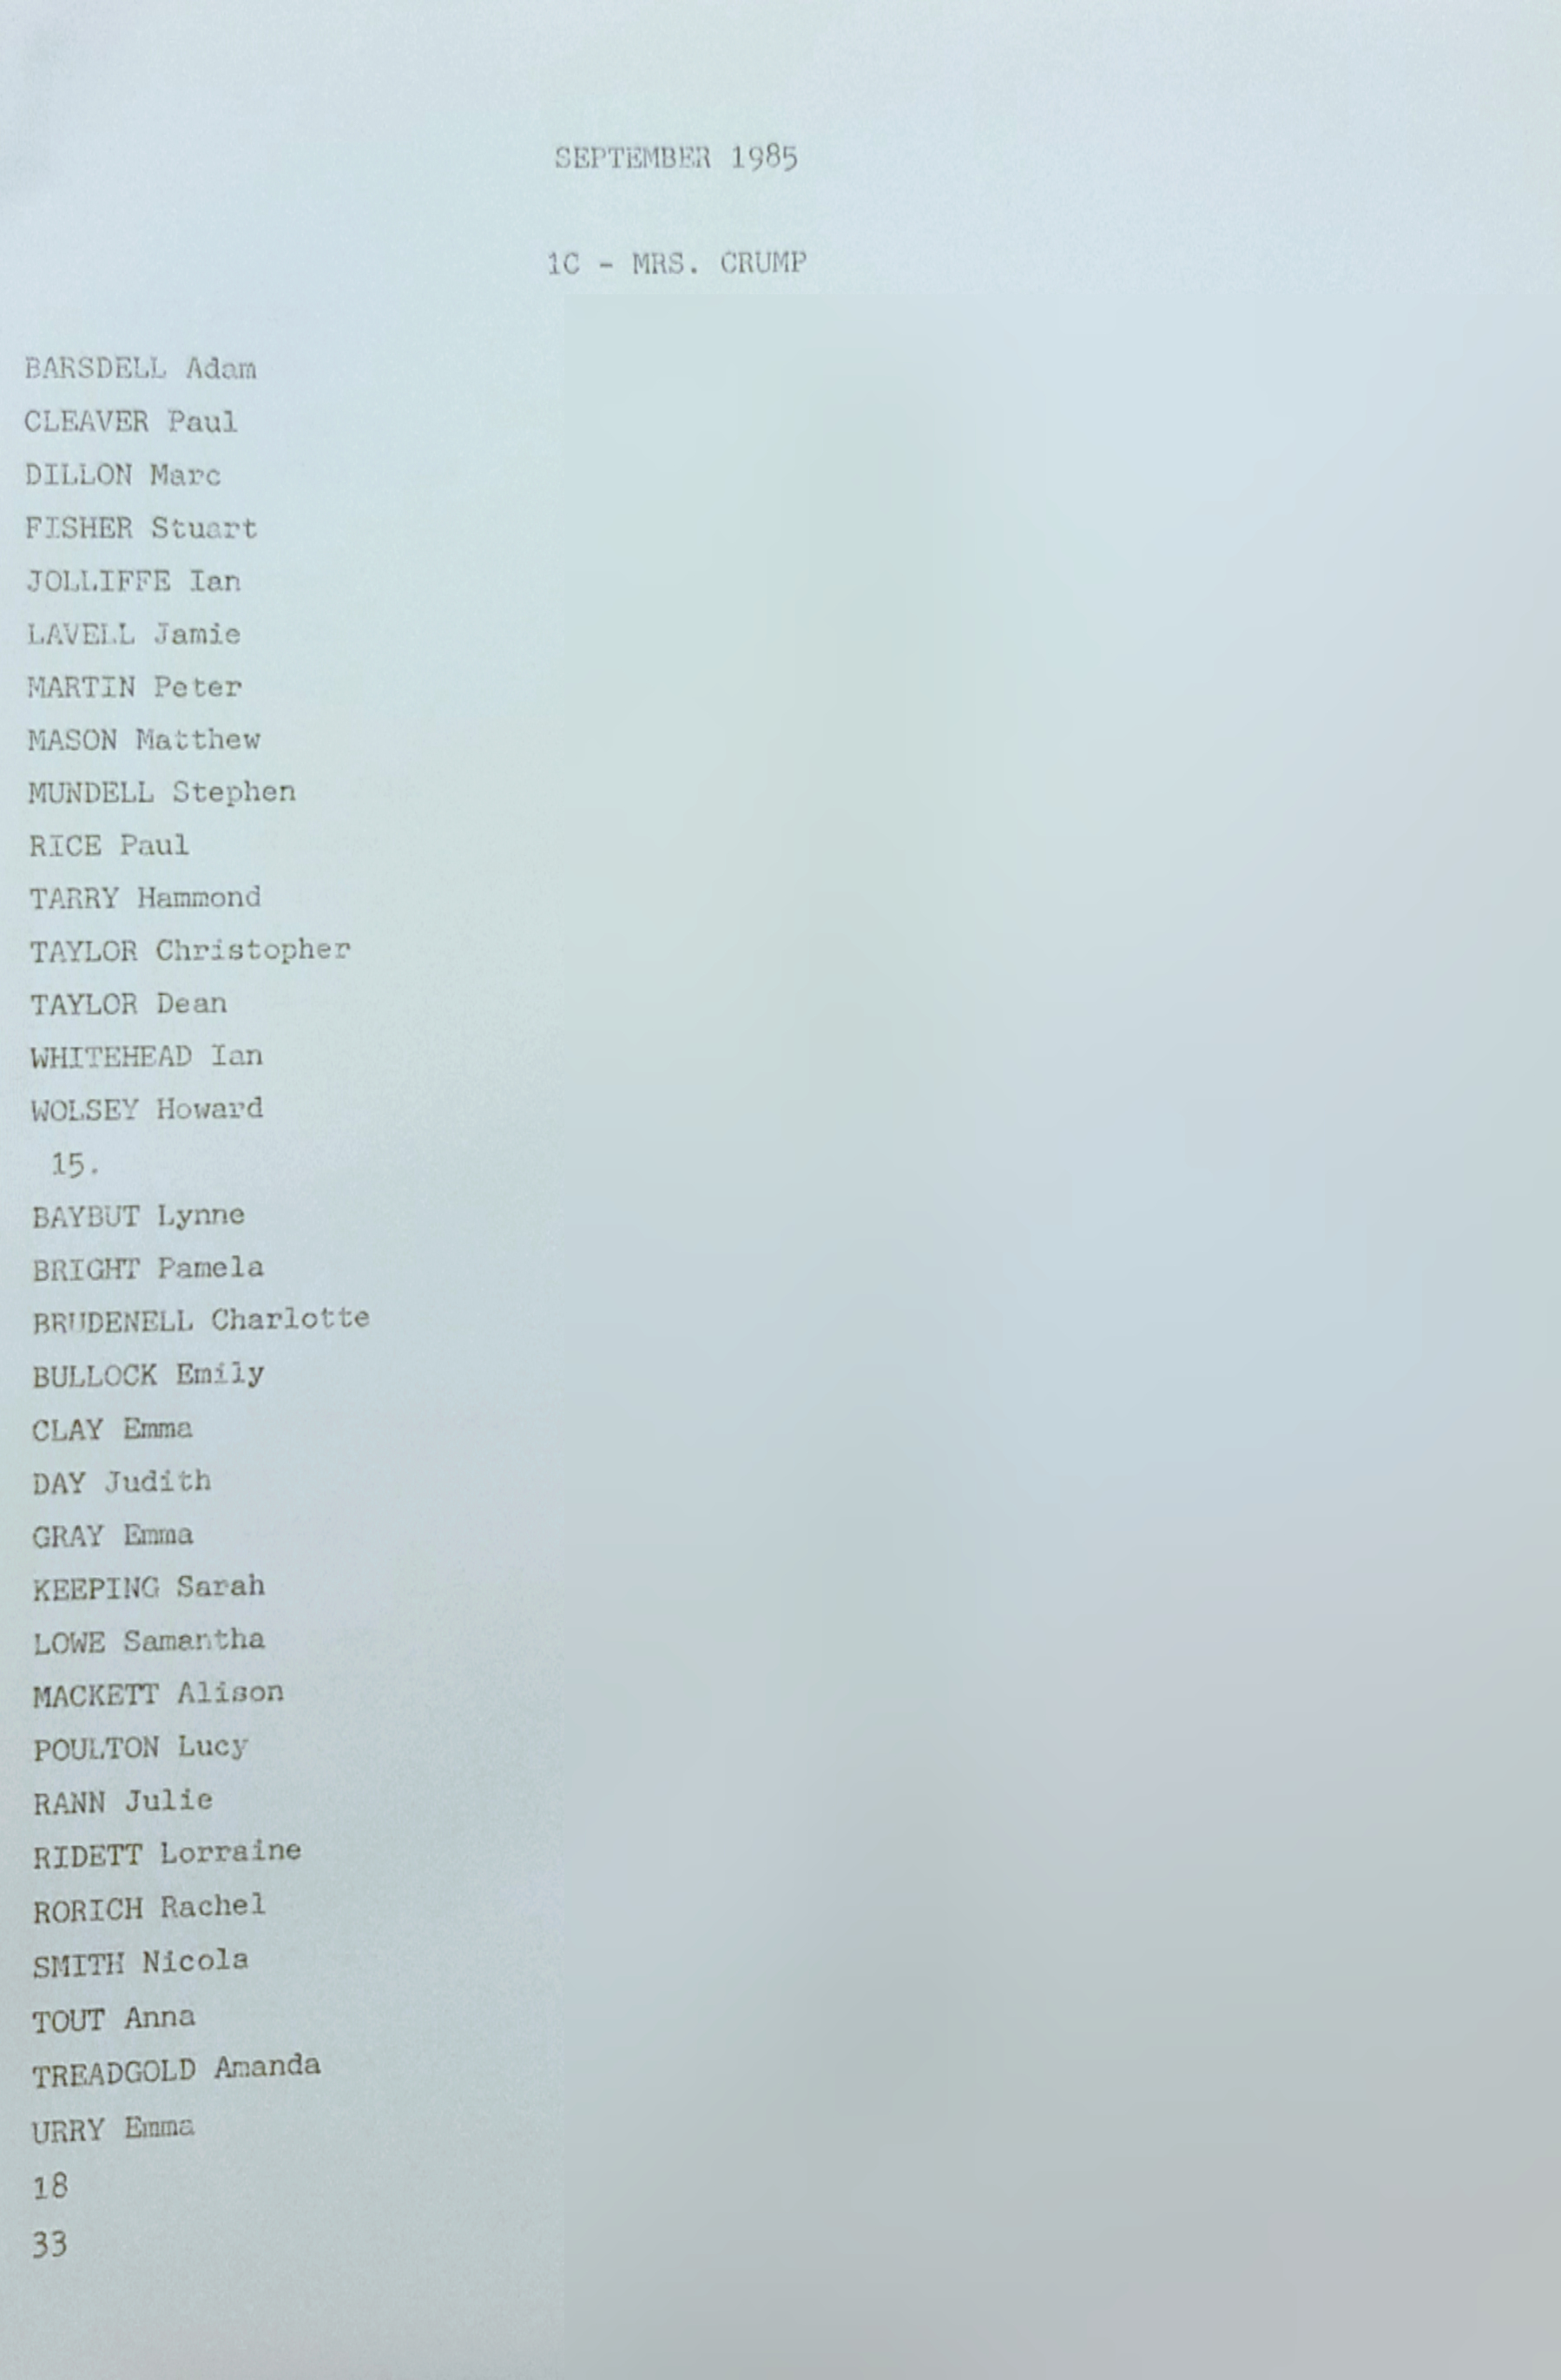 SEPTEMBER 1985
1C - MRS. CRUMP
BARSDELL Adam
CLEAVER Paul
DILLON Marc
FISHER Stuart
JOLLIFFE Ian
LAVELL Jamie
MARTIN Peter
MASON Matthew
MUNDELL Stephen
RICE Paul
TARRY Hammond
TAYLOR Christopher
TAYLOR Dean
WHITEHEAD Ian
WOLSEY Howard
15.
BAYBUT Lynne
BRIGHT Pamela
BRUDENELL Charlotte
BULLOCK Emily
CLAY Emma
DAY Judith
GRAY Emma
KEEPING Sarah
LOWE Samantha
MACKETT Alison
POULTON Lucy
RANN Julie
RIDETT Lorraine
RORICH Rachel
SMITH Nicola
TOUT Anna
TREADGOLD Amanda
URRY Emma
18
33